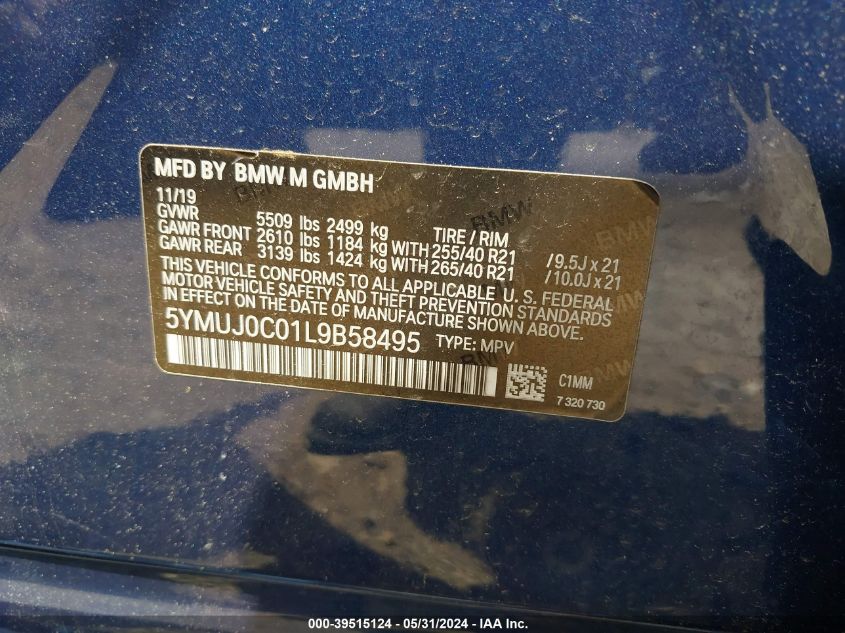 MFD BY BMW M GMBH
11/19
GVWR 5509 lbs 2499 kg TIRE / RIM
GAWR FRONT 2610 lbs 1184 kg WITH 255/40 R21 /9.5J x 21
GAWR REAR 3139 lbs 1424 kg WITH 265/40 R21 /10.0J x 21
THIS VEHICLE CONFORMS TO ALL APPLICABLE U. S. FEDERAL
MOTOR VEHICLE SAFETY AND THEFT PREVENTION STANDARDS
IN EFFECT ON THE DATE OF MANUFACTURE SHOWN ABOVE.
5YMUJ0C01L9B58495 TYPE: MPV
C1MM
7 320 730
000-39515124 - 05/31/2024 - IAA Inc.